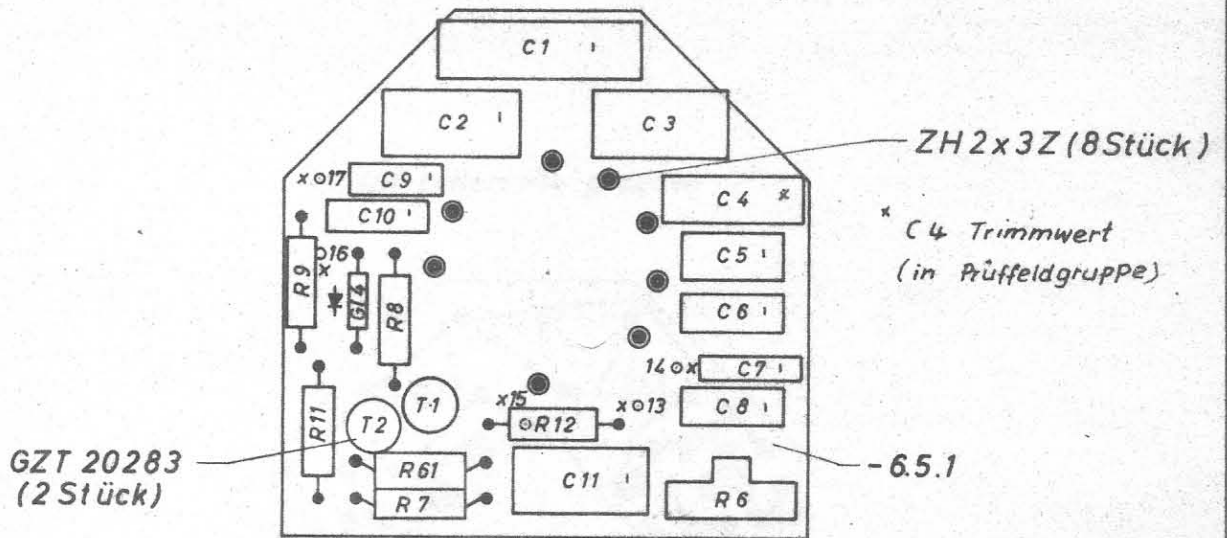 C1
C2
C3
ZH 2x3Z (8 Stück)
x 17
C9
C4 x
C10
x C4 Trimmwert
(in Prüffeldgruppe)
C5
R9
16
x
GL4
R8
C6
14 x
C7
x 15
x 13
C8
R11
T2
T1
R12
GZT 20283
(2 Stück)
R61
R7
C11
R6
-6.5.1